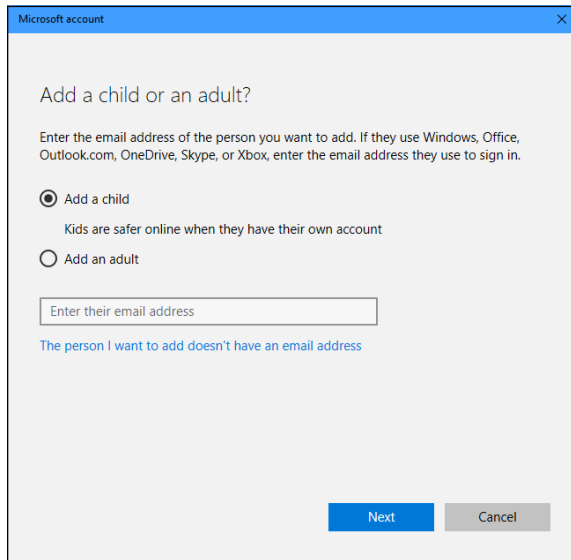 Microsoft account
Add a child or an adult?
Enter the email address of the person you want to add. If they use Windows, Office,
Outlook.com, OneDrive, Skype, or Xbox, enter the email address they use to sign in.
Add a child
Kids are safer online when they have their own account
Add an adult
Enter their email address
The person I want to add doesn't have an email address
Next
Cancel